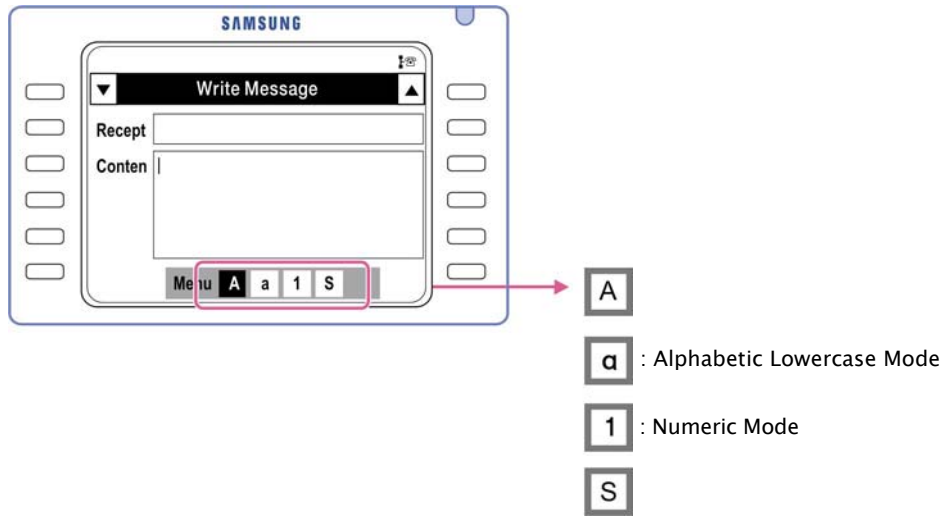 SAMSUNG
Write Message
Recept
Conten
Menu A a 1 S
A
a : Alphabetic Lowercase Mode
1 : Numeric Mode
S